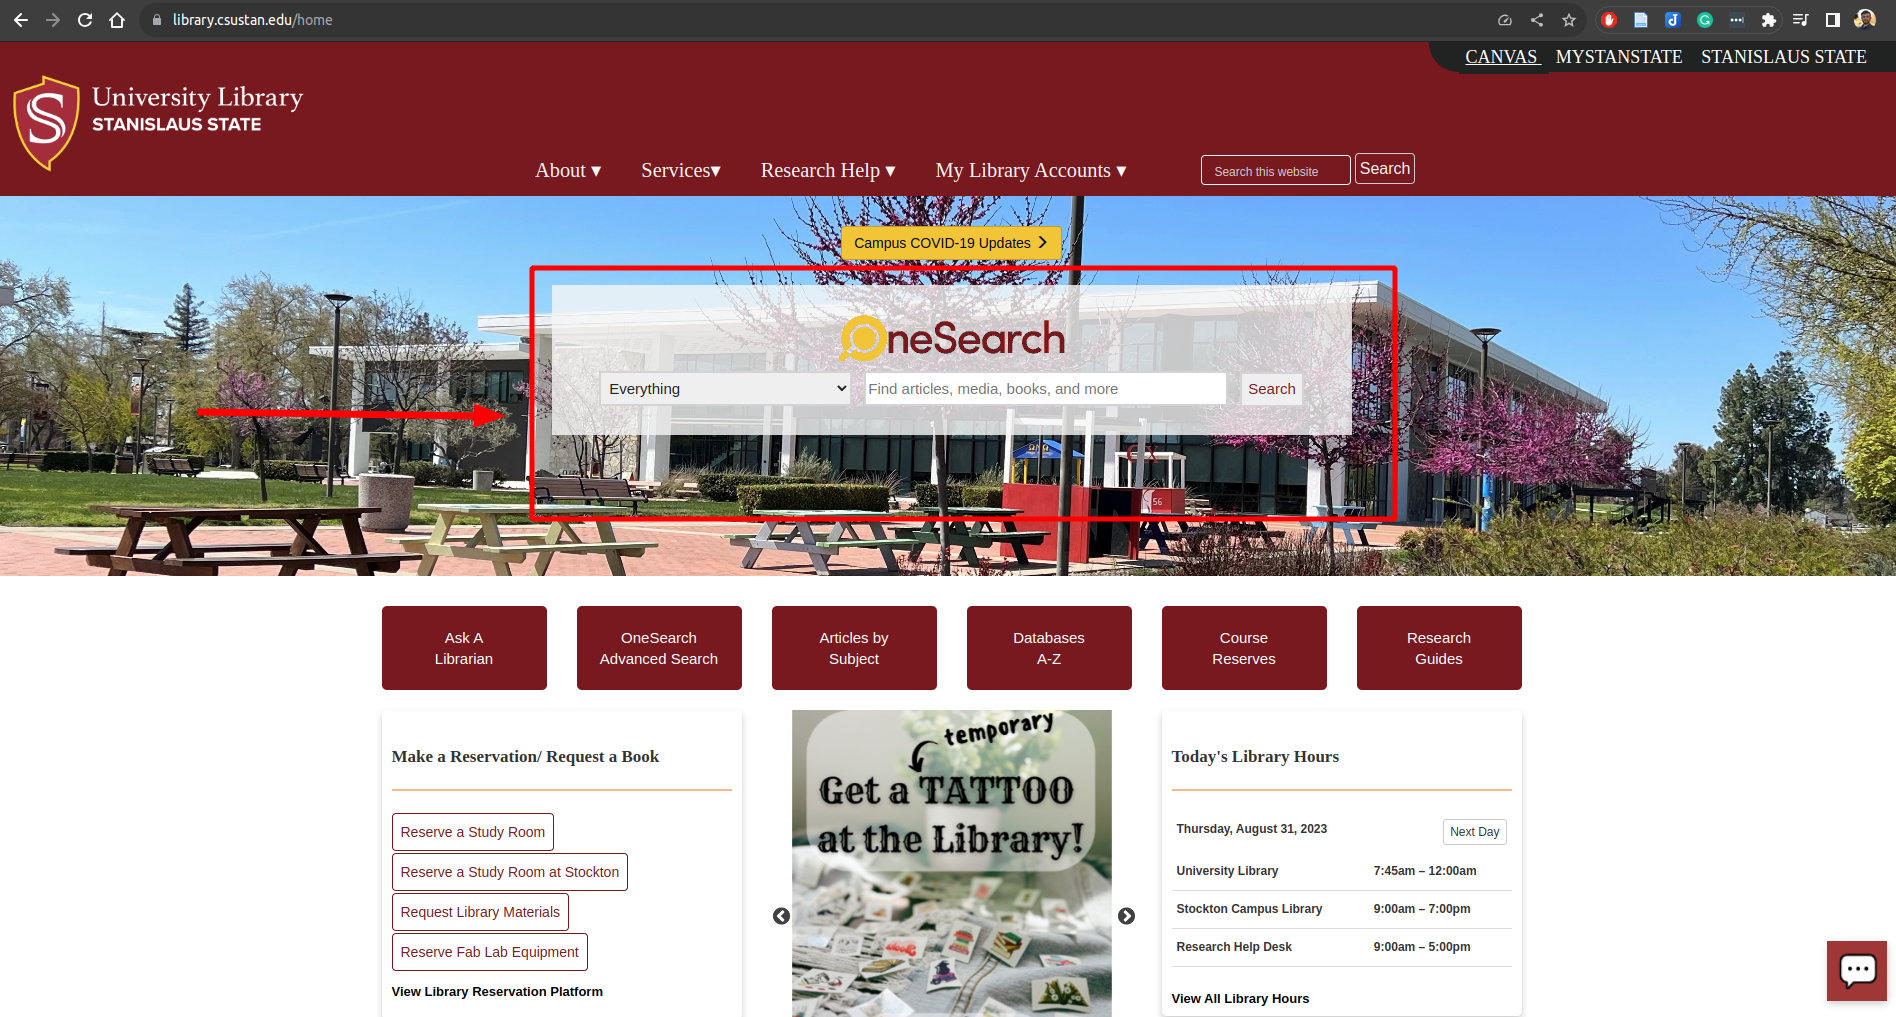 library.csustan.edu/home
CANVAS MYSTANSTATE STANISLAUS STATE
S
University Library
STANISLAUS STATE
About ▾ Services▾ Research Help ▾ My Library Accounts ▾ Search this website Search
Campus COVID-19 Updates
OneSearch
Everything Find articles, media, books, and more Search
56
Ask A
Librarian
OneSearch
Advanced Search
Articles by
Subject
Databases
A-Z
Course
Reserves
Research
Guides
Make a Reservation/ Request a Book
Reserve a Study Room
Reserve a Study Room at Stockton
Request Library Materials
Reserve Fab Lab Equipment
View Library Reservation Platform
temporary
Get a TATTOO
at the Library!
Today's Library Hours
Thursday, August 31, 2023 Next Day
University Library 7:45am – 12:00am
Stockton Campus Library 9:00am – 7:00pm
Research Help Desk 9:00am – 5:00pm
View All Library Hours